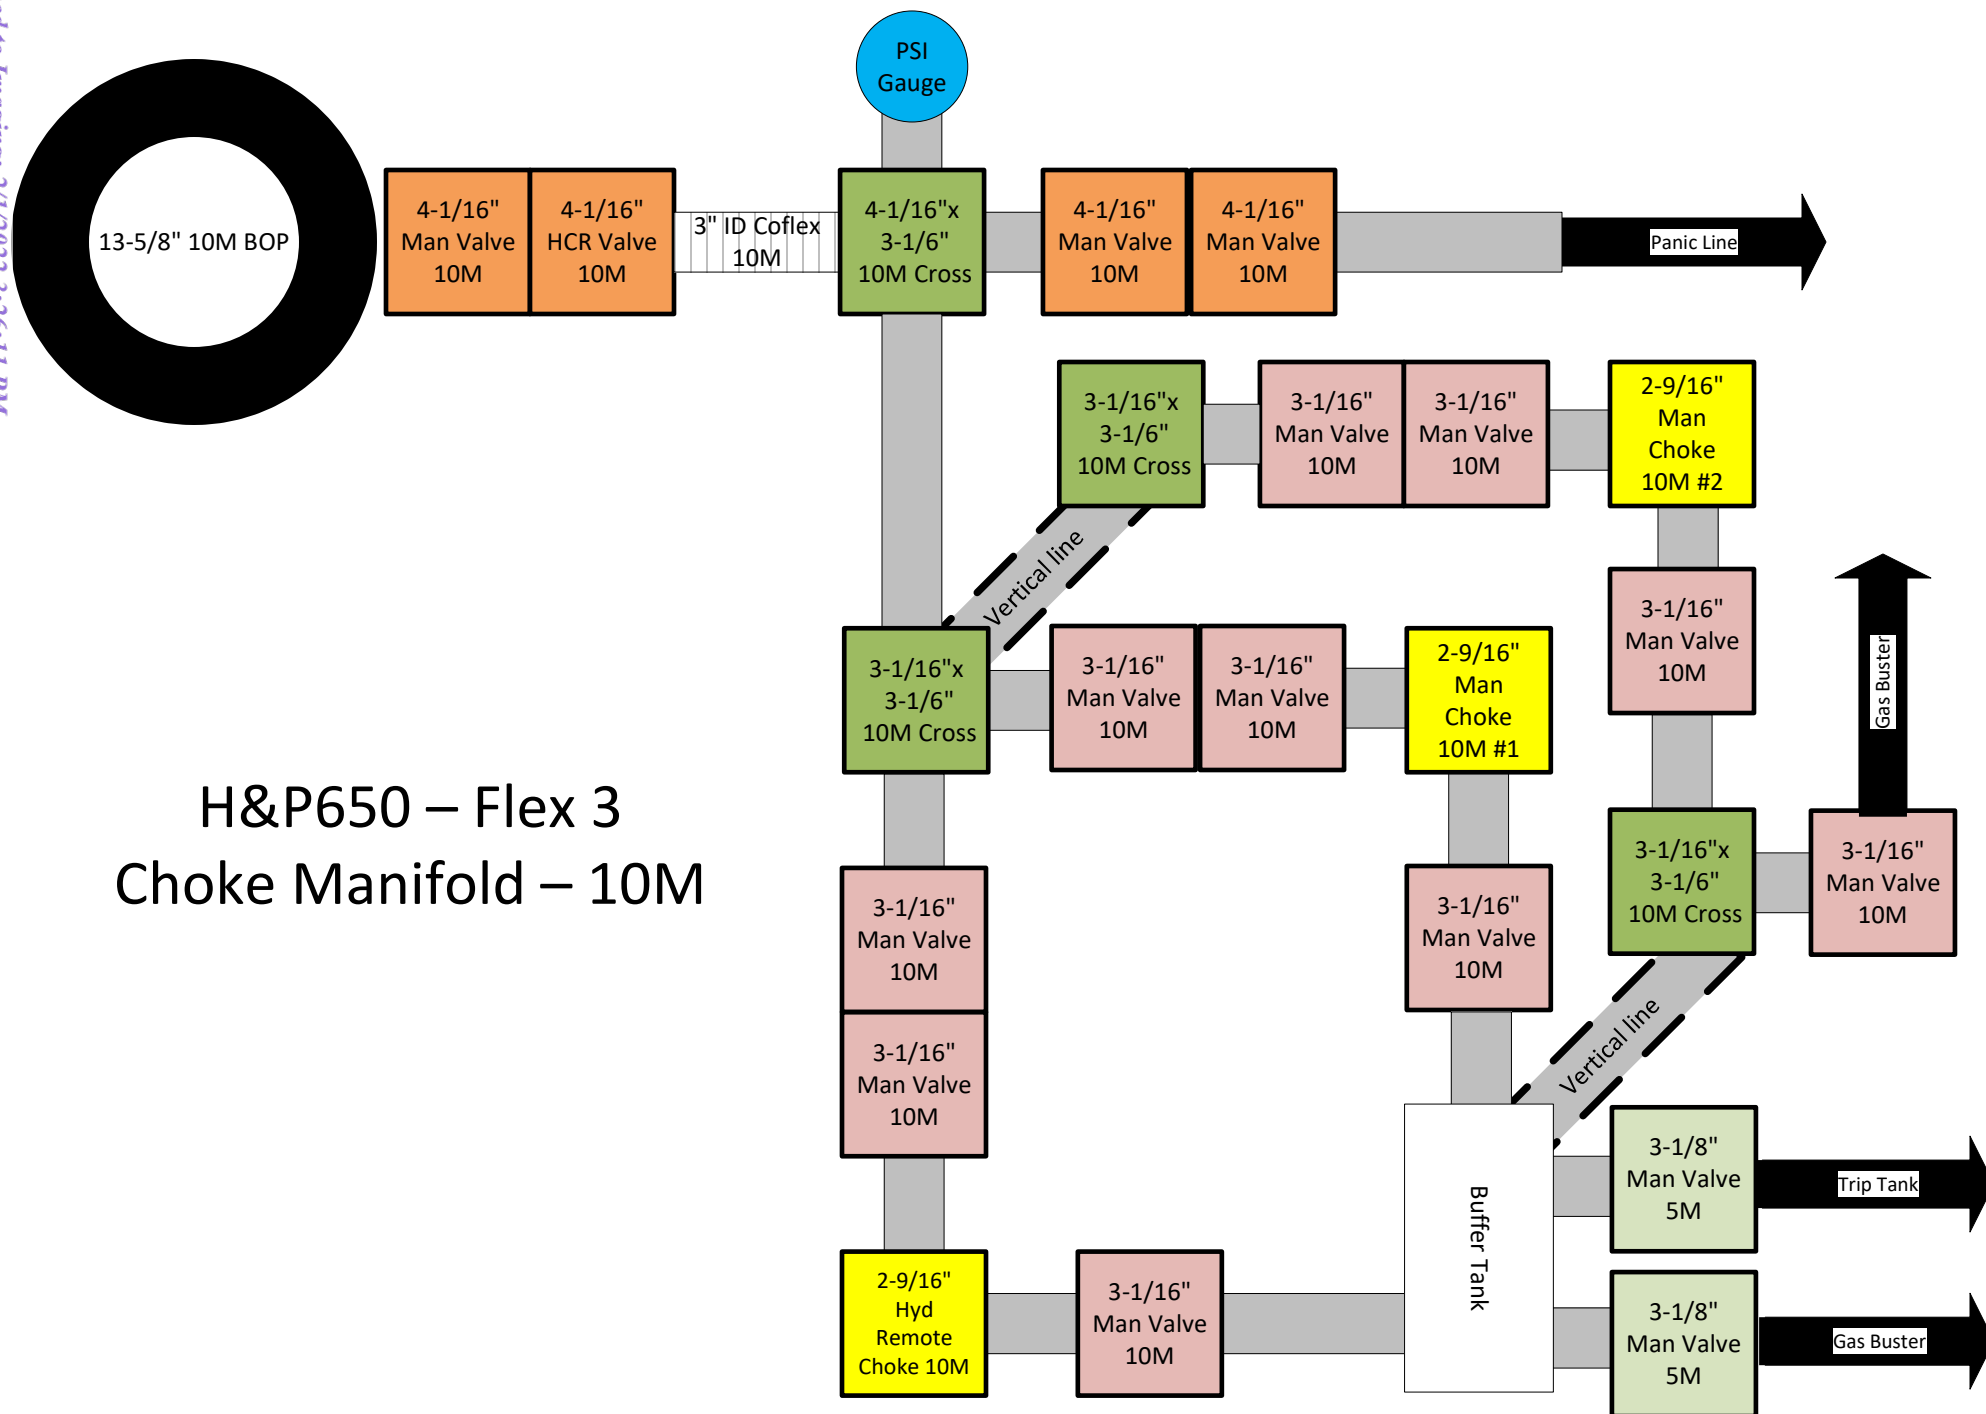 PSI
Gauge
13-5/8" 10M BOP
4-1/16"
Man Valve
10M
4-1/16"
HCR Valve
10M
3" ID Coflex
10M
4-1/16"x
3-1/6"
10M Cross
4-1/16"
Man Valve
10M
4-1/16"
Man Valve
10M
Panic Line
3-1/16"x
3-1/6"
10M Cross
3-1/16"
Man Valve
10M
3-1/16"
Man Valve
10M
2-9/16"
Man
Choke
10M #2
Vertical line
3-1/16"
Man Valve
10M
Gas Buster
3-1/16"x
3-1/6"
10M Cross
3-1/16"
Man Valve
10M
3-1/16"
Man Valve
10M
2-9/16"
Man
Choke
10M #1
H&P650 – Flex 3
Choke Manifold – 10M
3-1/16"x
3-1/6"
10M Cross
3-1/16"
Man Valve
10M
3-1/16"
Man Valve
10M
3-1/16"
Man Valve
10M
3-1/16"
Man Valve
10M
Vertical line
Buffer Tank
3-1/8"
Man Valve
5M
Trip Tank
2-9/16"
Hyd
Remote
Choke 10M
3-1/16"
Man Valve
10M
3-1/8"
Man Valve
5M
Gas Buster